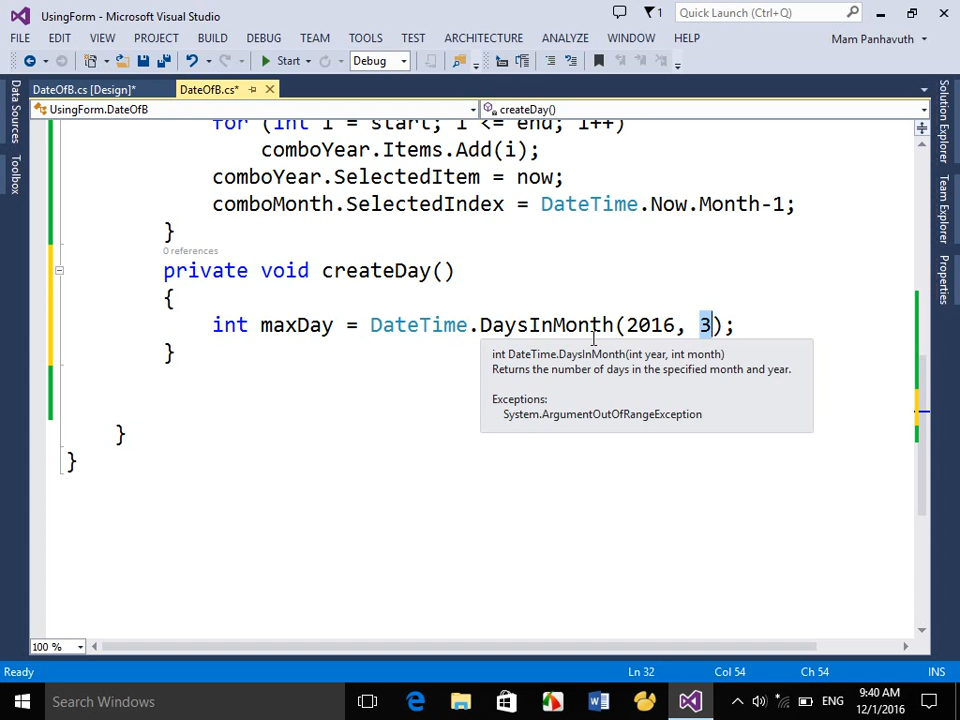 UsingForm - Microsoft Visual Studio
1
Quick Launch (Ctrl+Q)
FILE EDIT VIEW PROJECT BUILD DEBUG TEAM TOOLS TEST ARCHITECTURE ANALYZE WINDOW HELP
Mam Panhavuth
Start
Debug
DateOfB.cs [Design]*
DateOfB.cs*
UsingForm.DateOfB
createDay()
Data Sources
Toolbox
Solution Explorer
Team Explorer
Properties
for (int i = start; i <= end; i++)
comboYear.Items.Add(i);
comboYear.SelectedItem = now;
comboMonth.SelectedIndex = DateTime.Now.Month-1;
}
0 references
private void createDay()
{
int maxDay = DateTime.DaysInMonth(2016, 3);
}
int DateTime.DaysInMonth(int year, int month)
Returns the number of days in the specified month and year.
Exceptions:
System.ArgumentOutOfRangeException
}
}
100 %
Ready
Ln 32
Col 54
Ch 54
INS
Search Windows
ENG
9:40 AM
12/1/2016